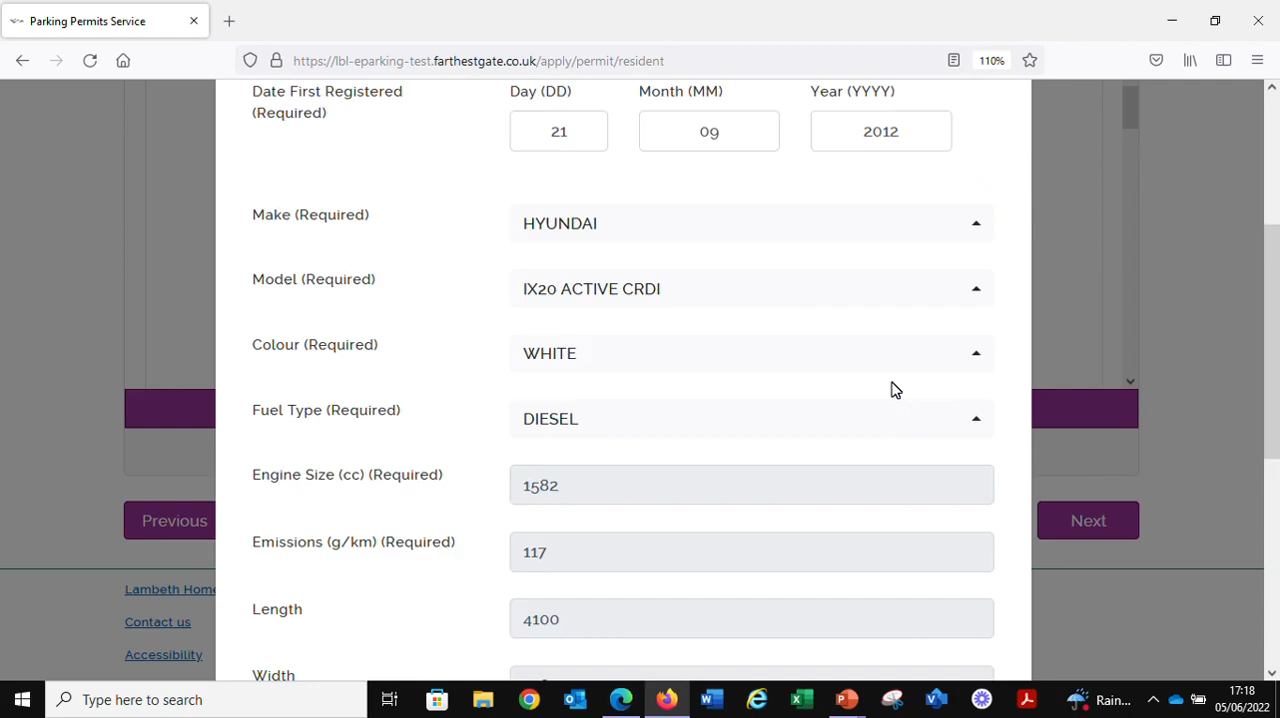 Parking Permits Service
https://lbl-eparking-test.farthestgate.co.uk/apply/permit/resident
110%
Date First Registered (Required)
Day (DD)
Month (MM)
Year (YYYY)
21
09
2012
Make (Required)
HYUNDAI
Model (Required)
IX20 ACTIVE CRDI
Colour (Required)
WHITE
Fuel Type (Required)
DIESEL
Engine Size (cc) (Required)
1582
Emissions (g/km) (Required)
117
Length
4100
Width
Previous
Next
Lambeth Home
Contact us
Accessibility
Type here to search
Rain...
17:18
05/06/2022